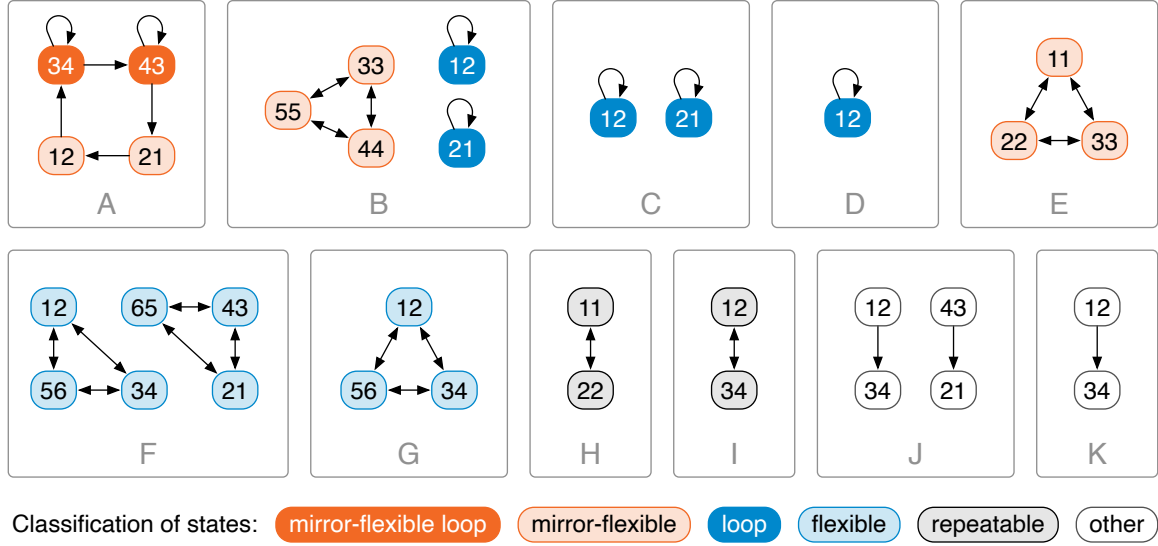 34 43
12 21
A
33
55
44
12
21
B
12 21
C
12
D
11
22 33
E
12 65 43
56 34 21
F
12
56 34
G
11
22
H
12
34
I
12 43
34 21
J
12
34
K
Classification of states: mirror-flexible loop mirror-flexible loop flexible repeatable other